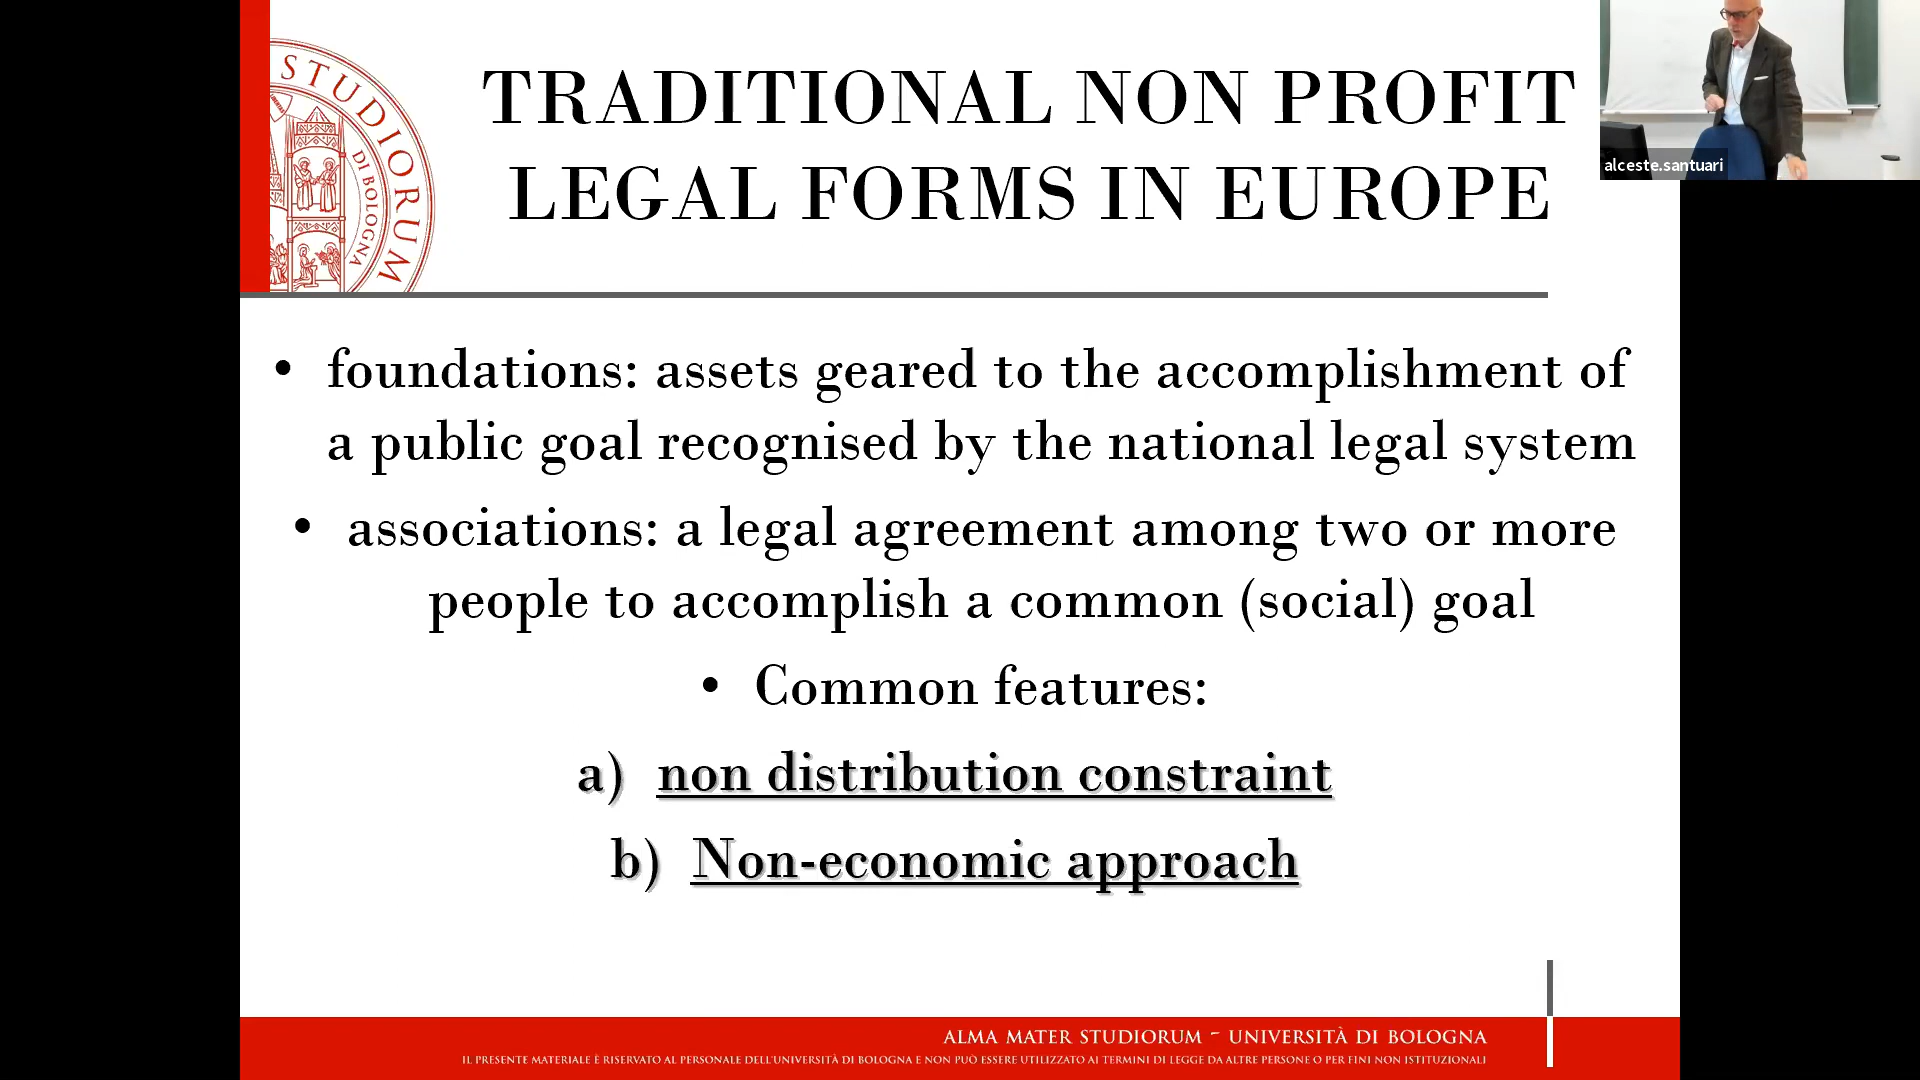 STUDIORUM
DI BOLOGNA
TRADITIONAL NON PROFIT
LEGAL FORMS IN EUROPE
alceste.santuari
• foundations: assets geared to the accomplishment of
a public goal recognised by the national legal system
• associations: a legal agreement among two or more
people to accomplish a common (social) goal
• Common features:
a) non distribution constraint
b) Non-economic approach
ALMA MATER STUDIORUM ~ UNIVERSITÀ DI BOLOGNA
IL PRESENTE MATERIALE È RISERVATO AL PERSONALE DELL'UNIVERSITÀ DI BOLOGNA E NON PUÒ ESSERE UTILIZZATO AI TERMINI DI LEGGE DA ALTRE PERSONE O PER FINI NON ISTITUZIONALI